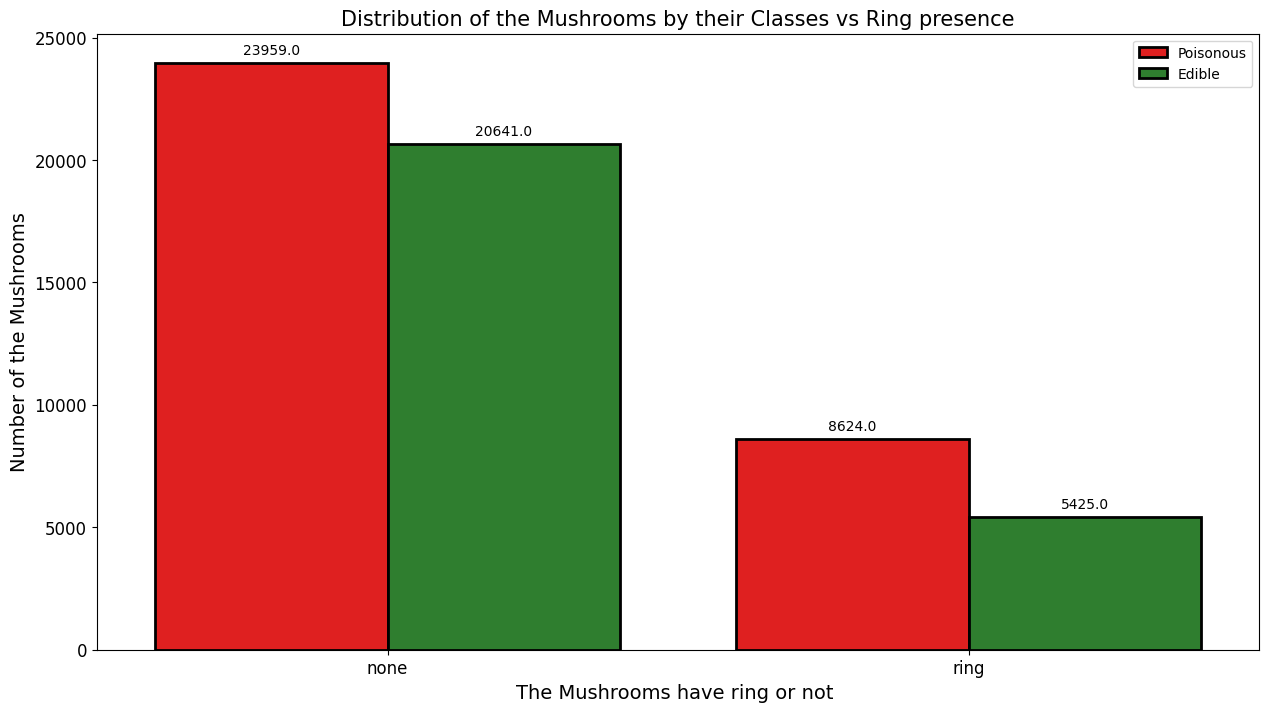 Distribution of the Mushrooms by their Classes vs Ring presence
25000
20000
15000
10000
5000
0
Number of the Mushrooms
23959.0
20641.0
8624.0
5425.0
Poisonous
Edible
none
ring
The Mushrooms have ring or not